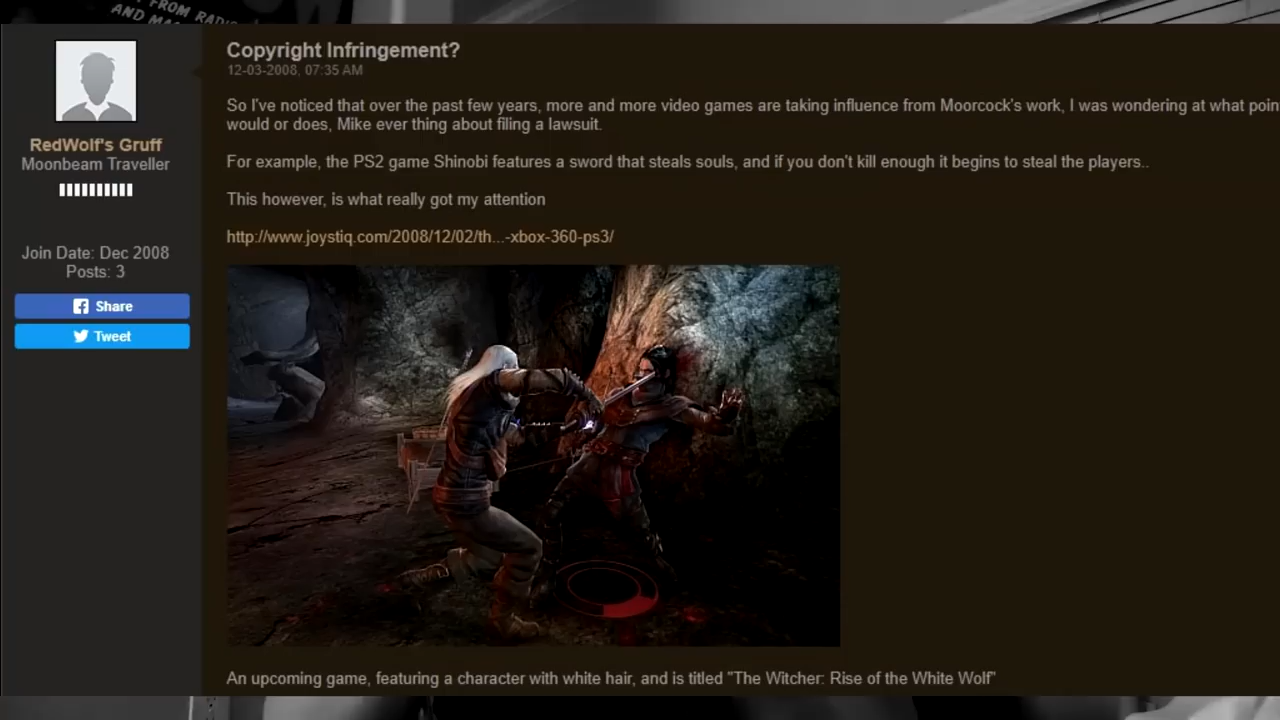 FROM RADI
AND MA
Copyright Infringement?
12-03-2008, 07:35 AM
So I've noticed that over the past few years, more and more video games are taking influence from Moorcock's work, I was wondering at what poin
would or does, Mike ever thing about filing a lawsuit.
For example, the PS2 game Shinobi features a sword that steals souls, and if you don't kill enough it begins to steal the players..
This however, is what really got my attention
http://www.joystiq.com/2008/12/02/th...-xbox-360-ps3/
An upcoming game, featuring a character with white hair, and is titled "The Witcher: Rise of the White Wolf"
RedWolf's Gruff
Moonbeam Traveller
Join Date: Dec 2008
Posts: 3
Share
Tweet